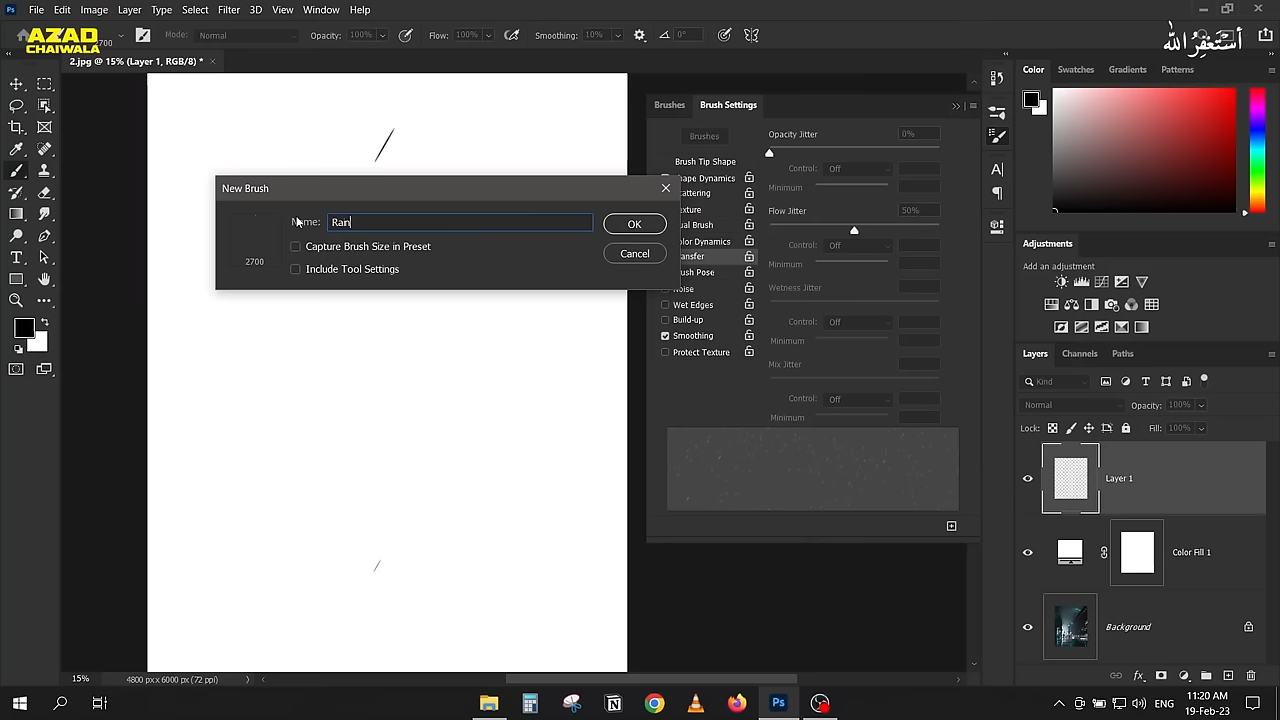 Ps File Edit Image Layer Type Select Filter 3D View Window Help
AZAD
CHAIWALA
أستغفر الله
2700 Mode: Normal Opacity: 100% Flow: 100% Smoothing: 10% 0°
2.jpg @ 15% (Layer 1, RGB/8) *
Color Swatches Gradients Patterns
Brushes Brush Settings
Brushes
Opacity Jitter 0%
Brush Tip Shape
Control: Off
Shape Dynamics
Minimum
Scattering
Texture
Flow Jitter 50%
Dual Brush
Color Dynamics
Control: Off
Transfer
Minimum
Brush Pose
Noise
Wetness Jitter
Wet Edges
Build-up
Control: Off
Smoothing
Minimum
Protect Texture
Mix Jitter
Control: Off
Minimum
New Brush
Name: Rain
OK
Capture Brush Size in Preset
Cancel
2700
Include Tool Settings
Adjustments
Add an adjustment
Layers Channels Paths
Kind
Normal Opacity: 100%
Lock: Fill: 100%
Layer 1
Color Fill 1
Background
15% 4800 px x 6000 px (72 ppi)
ENG
11:20 AM
19-Feb-23